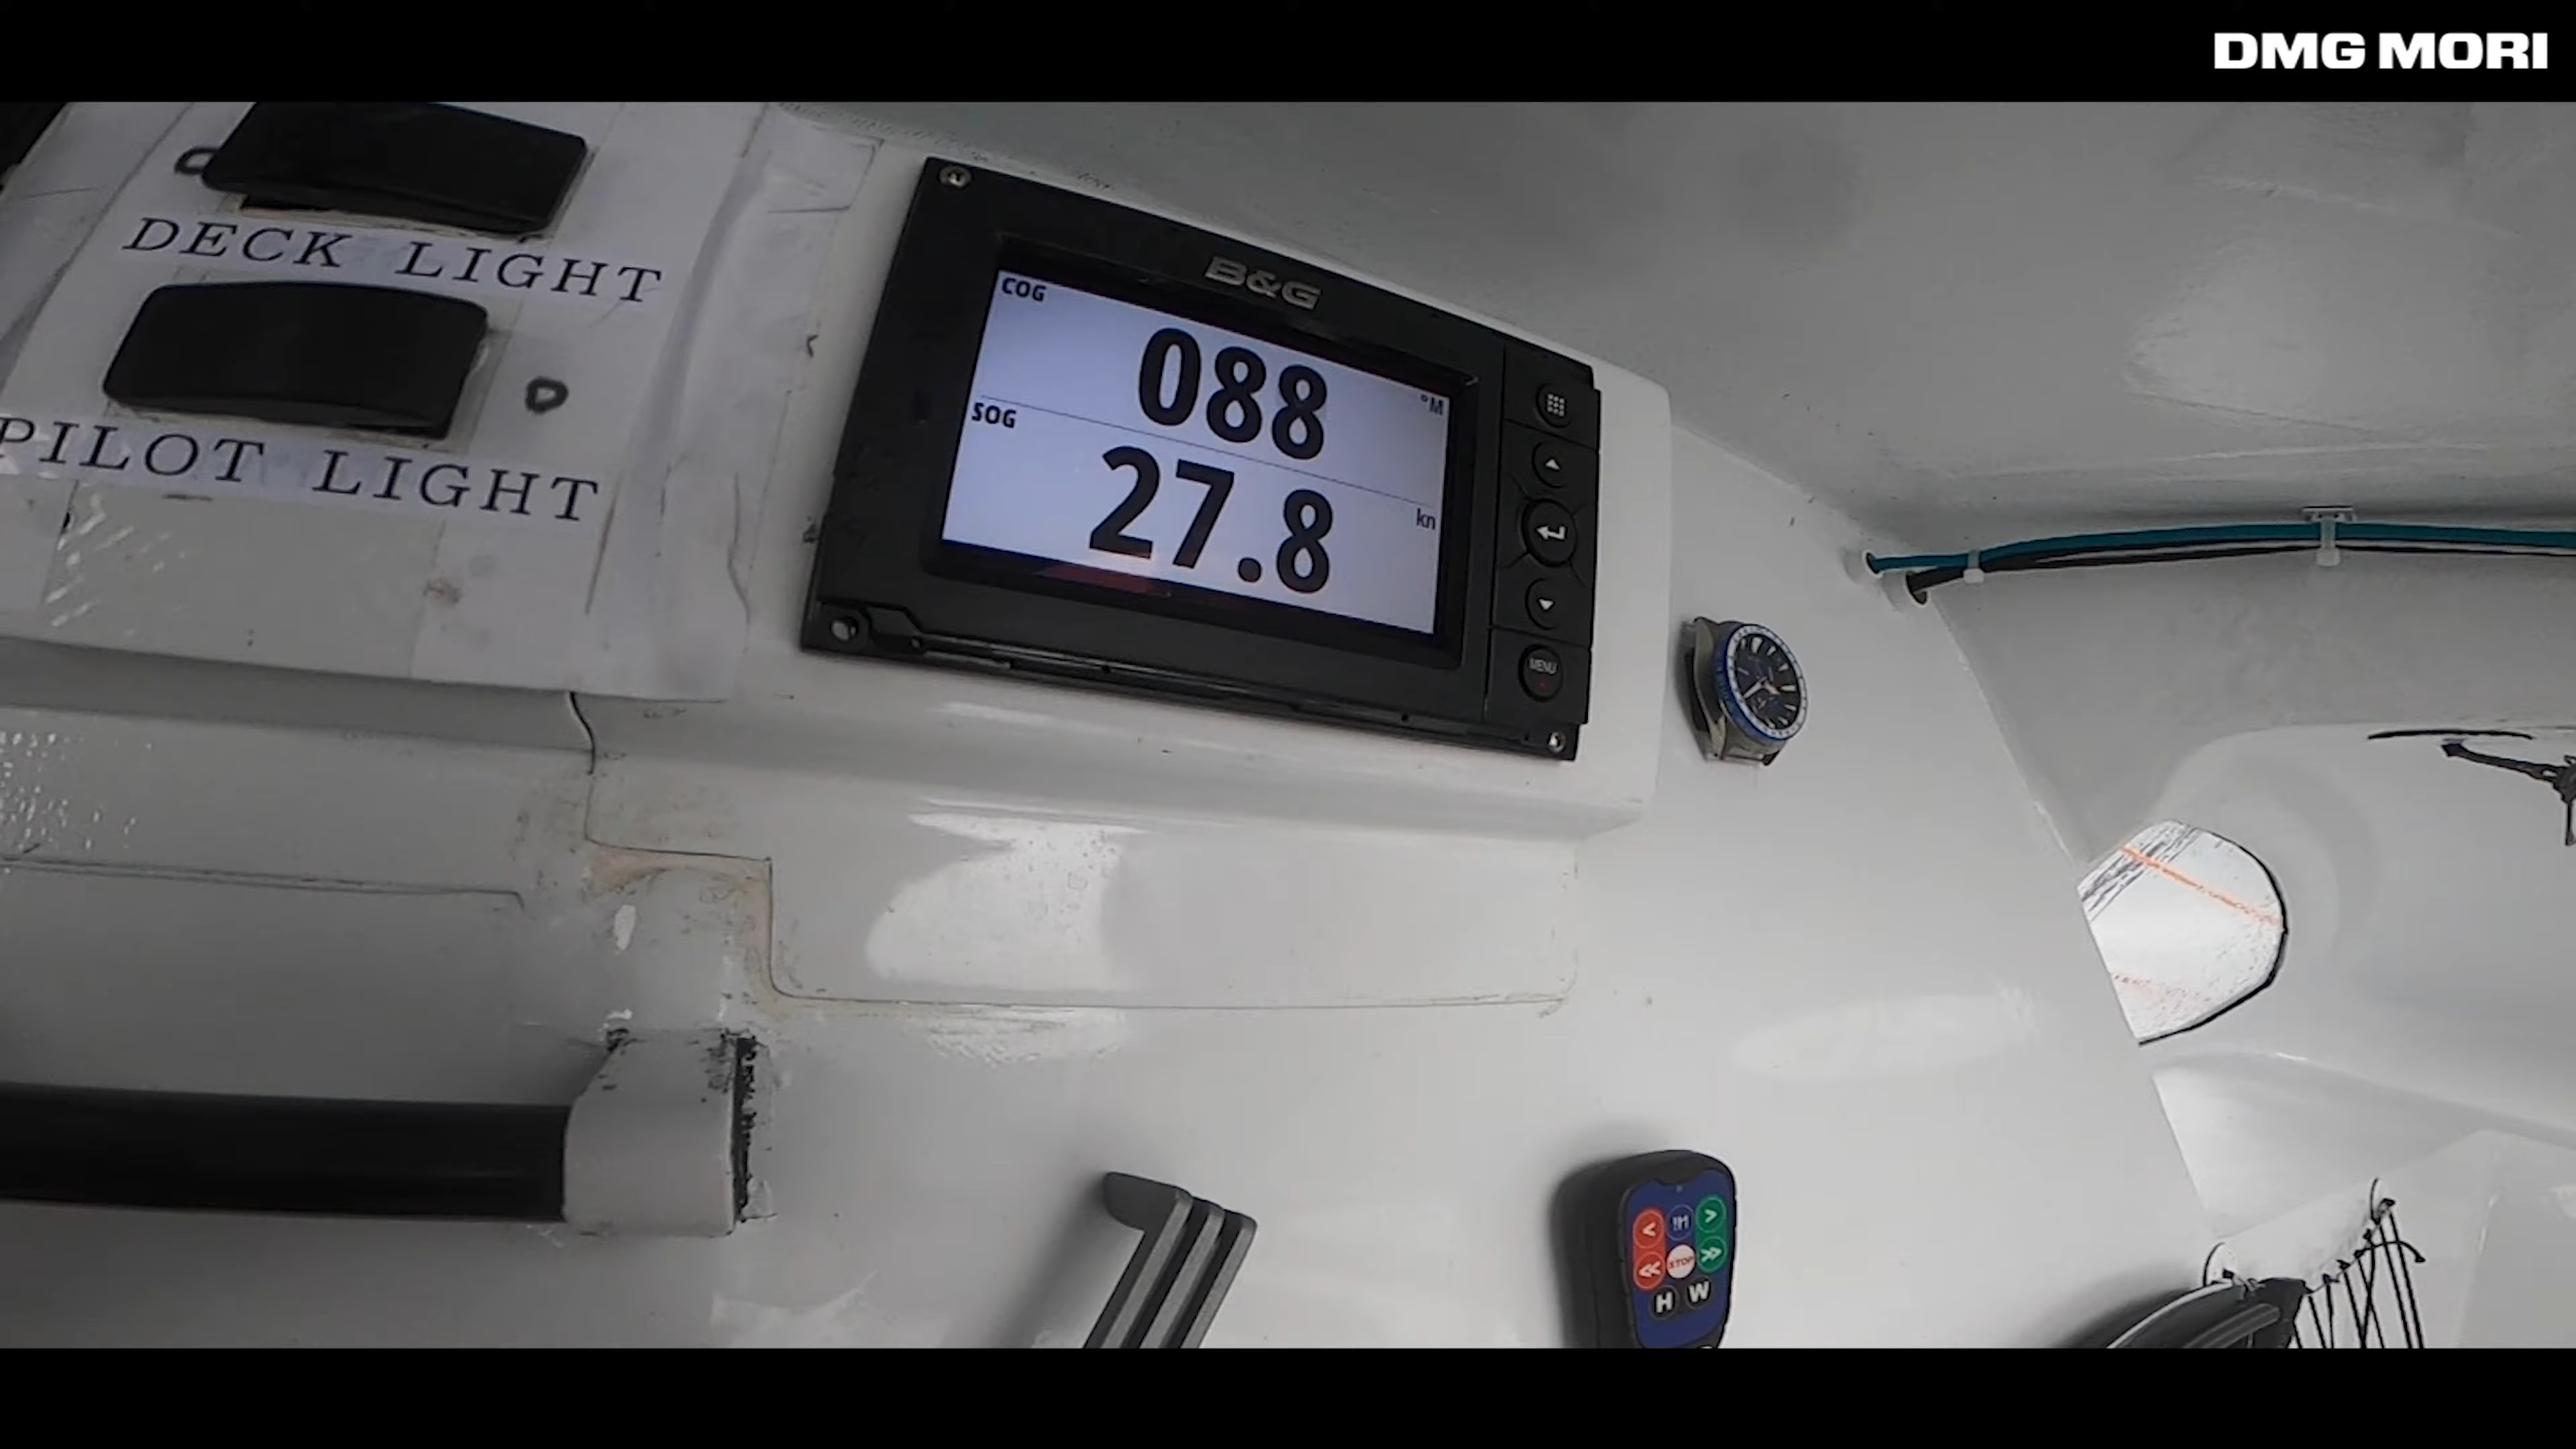 DMG MORI
DECK LIGHT
PILOT LIGHT
B&G
COG
088
°M
SOG
27.8
kn
MENU
STOP
H W